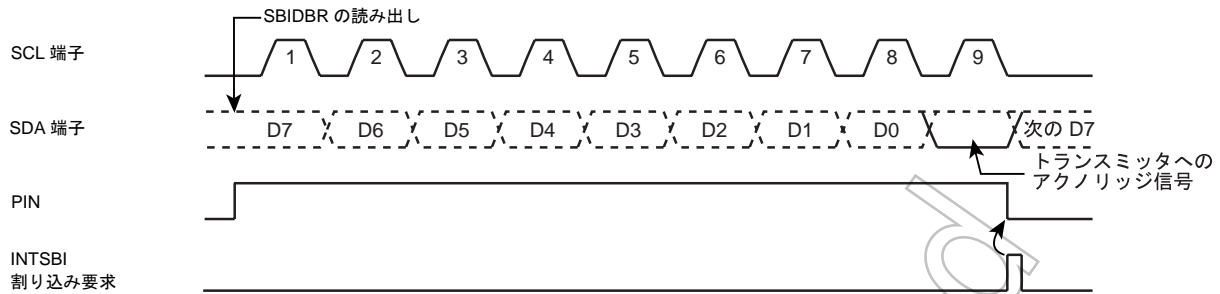 SBIDBR の読み出し
SCL 端子
1 2 3 4 5 6 7 8 9
SDA 端子
D7 D6 D5 D4 D3 D2 D1 D0 次の D7
トランスミッタへの
アクノリッジ信号
PIN
INTSBI
割り込み要求